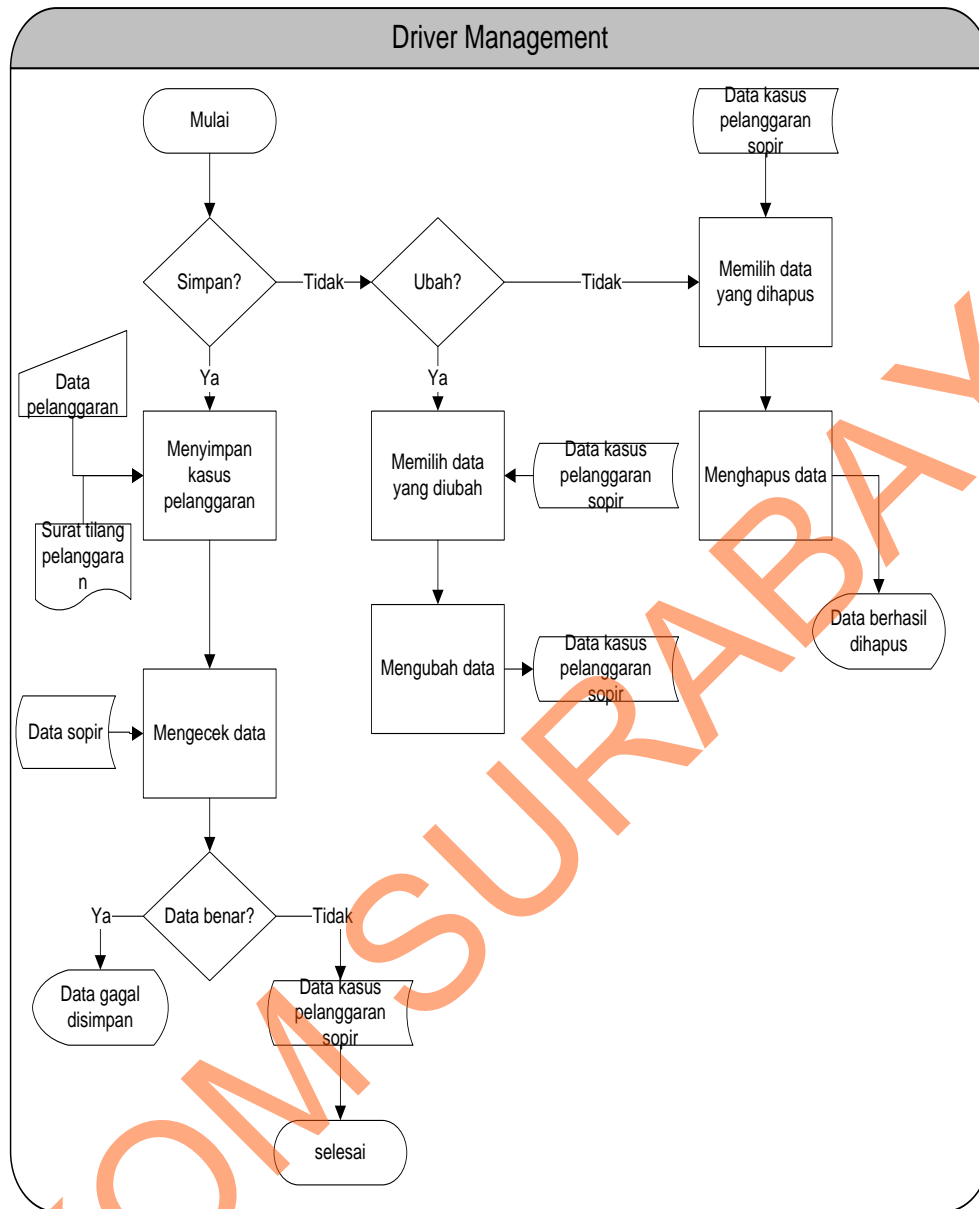 Driver Management
Mulai
Data kasus
pelanggaran
sopir
Simpan?
Tidak
Ubah?
Tidak
Memilih data
yang dihapus
Ya
Ya
Data
pelanggaran
Menyimpan
kasus
pelanggaran
Memilih data
yang diubah
Data kasus
pelanggaran
sopir
Menghapus data
Surat tilang
pelanggara
n
Data berhasil
dihapus
Mengubah data
Data kasus
pelanggaran
sopir
Data sopir
Mengecek data
Ya
Data benar?
Tidak
Data gagal
disimpan
Data kasus
pelanggaran
sopir
selesai
OM SURABAY